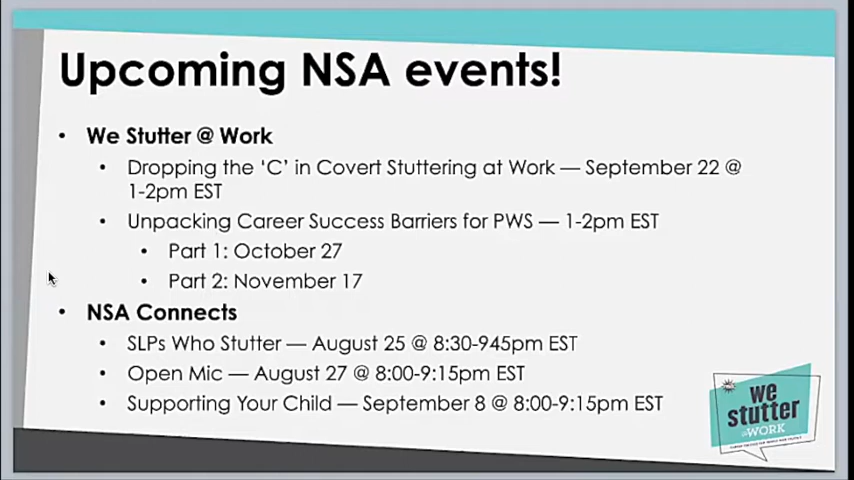 Upcoming NSA events!
• We Stutter @ Work
• Dropping the ‘C’ in Covert Stuttering at Work — September 22 @
1-2pm EST
• Unpacking Career Success Barriers for PWS — 1-2pm EST
• Part 1: October 27
• Part 2: November 17
• NSA Connects
• SLPs Who Stutter — August 25 @ 8:30-945pm EST
• Open Mic — August 27 @ 8:00-9:15pm EST
• Supporting Your Child — September 8 @ 8:00-9:15pm EST
we
stutter
@WORK